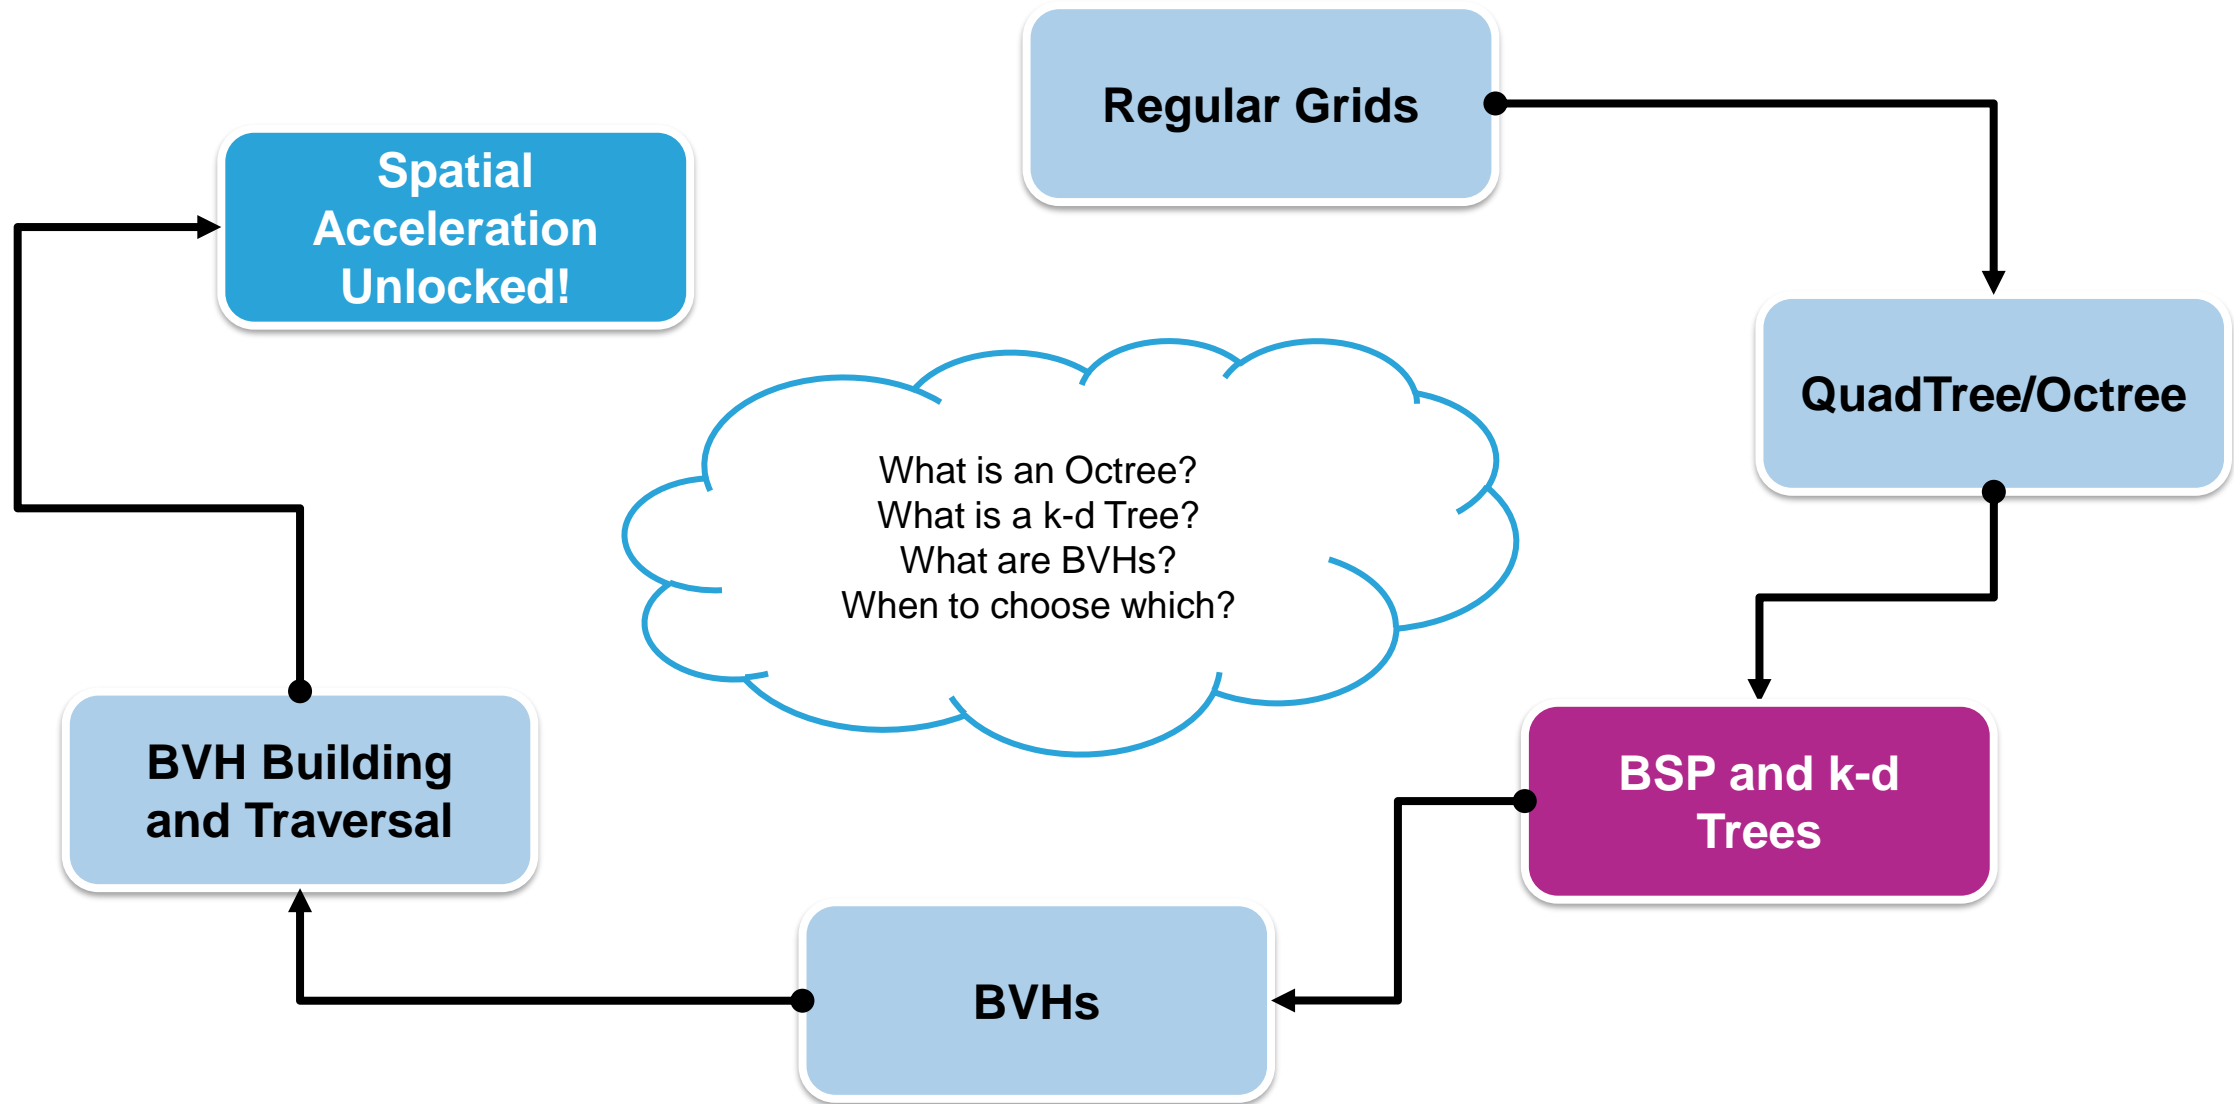 Regular Grids
Spatial
Acceleration
Unlocked!
QuadTree/Octree
What is an Octree?
What is a k-d Tree?
What are BVHs?
When to choose which?
BSP and k-d
Trees
BVH Building
and Traversal
BVHs